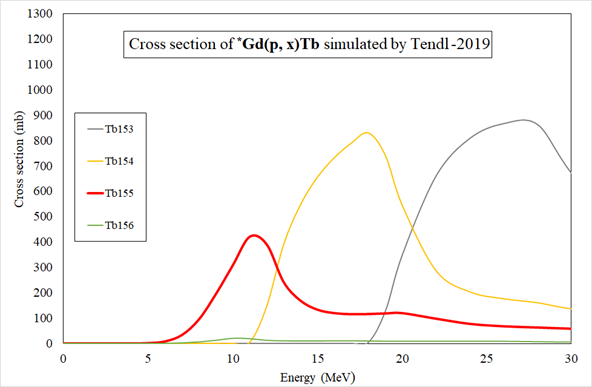 Cross section of *Gd(p, x)Tb simulated by Tendl-2019
1300
1200
1100
1000
900
800
700
600
500
400
300
200
100
0
Cross section (mb)
Tb153
Tb154
Tb155
Tb156
0 5 10 15 20 25 30
Energy (MeV)